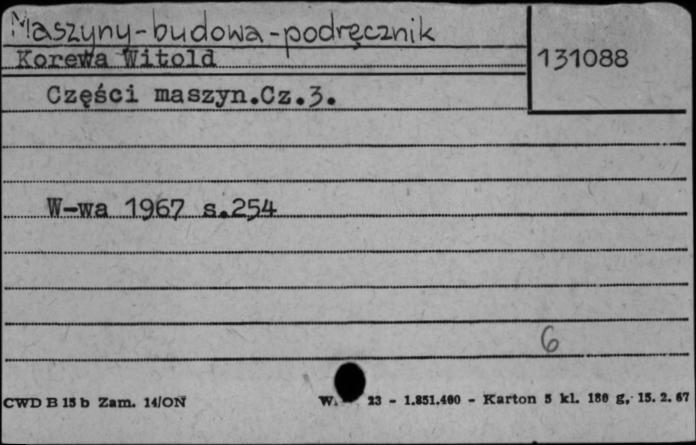 Maszyny-budowa-podręcznik
Korewa Witold
131088
Części maszyn.Cz.3.
W-wa 1967 s.254
6
CWD B 15 b Zam. 14/ON
W. 23 - 1.851.400 - Karton 5 kl. 180 g, 15. 2. 67